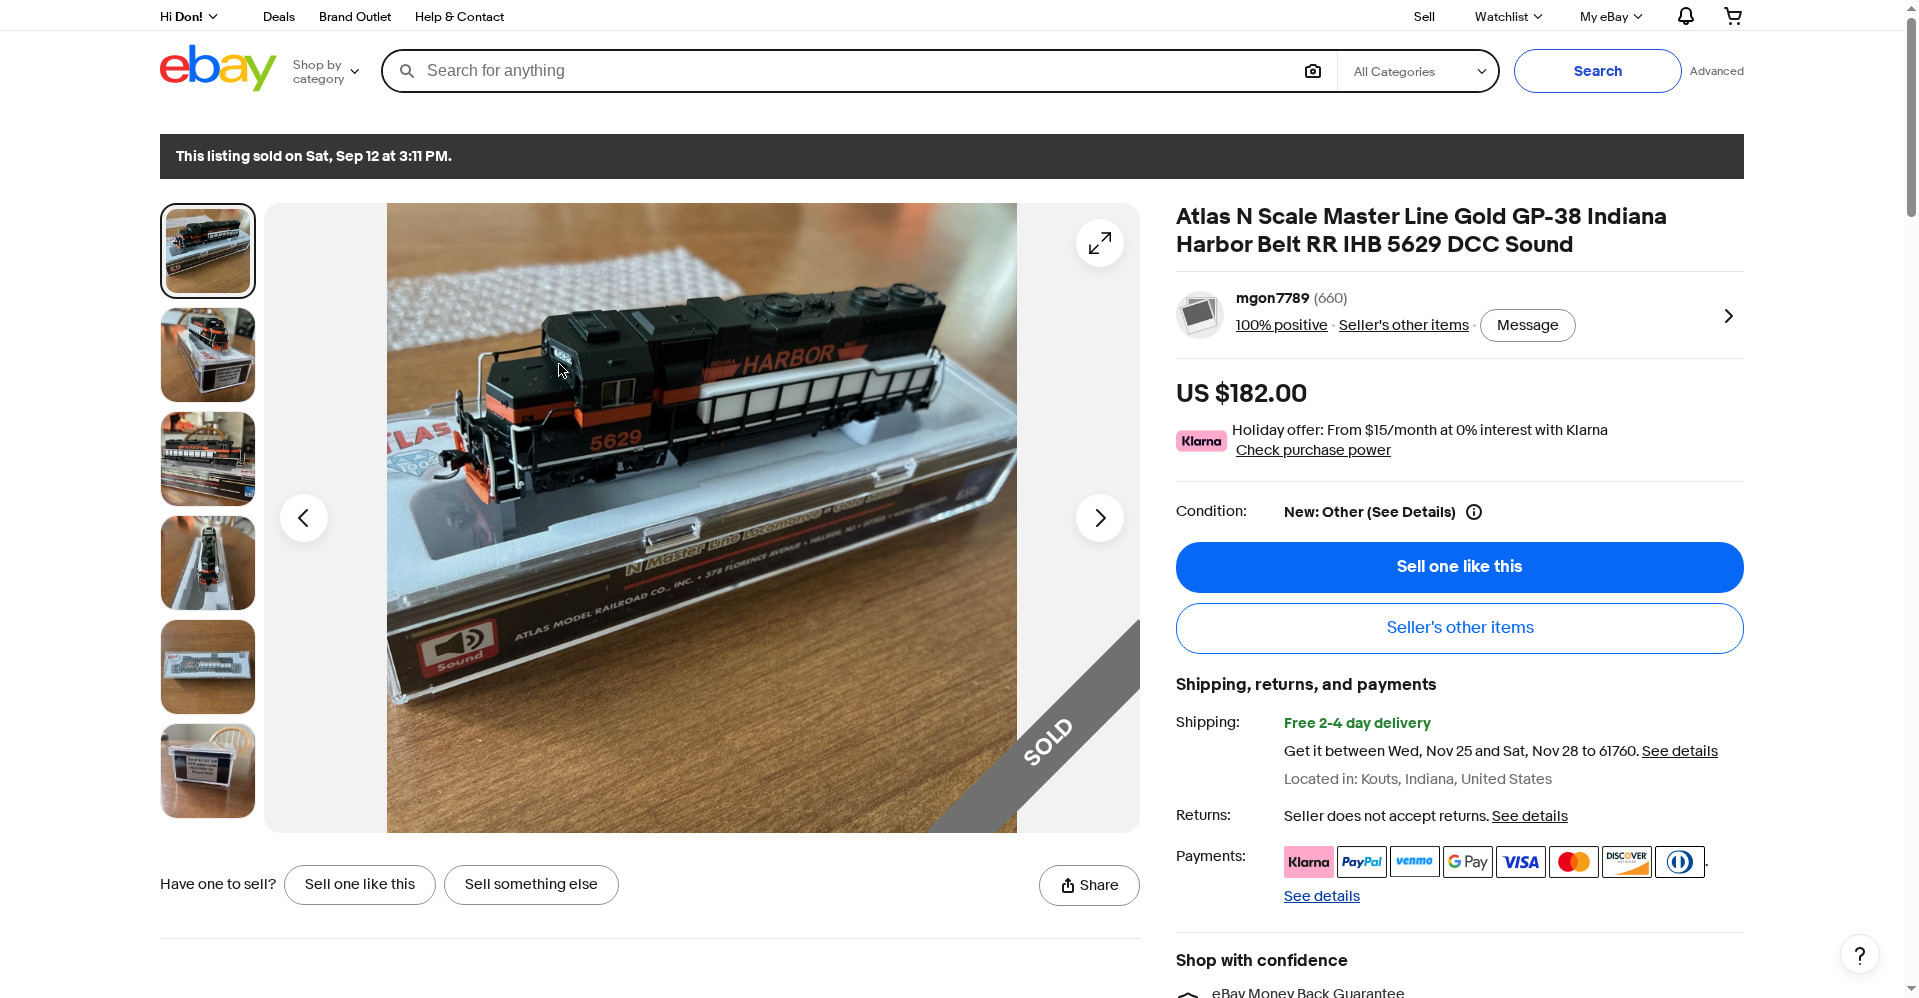 Hi Don!
Deals
Brand Outlet
Help & Contact
Sell
Watchlist
My eBay
ebay
Shop by
category
Search for anything
All Categories
Search
Advanced
This listing sold on Sat, Sep 12 at 3:11 PM.
INDIANA
HARBOR
BELT
5629
N Master Line Locomotive
ATLAS MODEL RAILROAD CO., INC. • 378 FLORENCE AVENUE • HILLSIDE, NJ
Sound
SOLD
Have one to sell?
Sell one like this
Sell something else
Share
Atlas N Scale Master Line Gold GP-38 Indiana
Harbor Belt RR IHB 5629 DCC Sound
mgon7789 (660)
100% positive · Seller's other items · Message
US $182.00
Klarna Holiday offer: From $15/month at 0% interest with Klarna
Check purchase power
Condition: New: Other (See Details)
Sell one like this
Seller's other items
Shipping, returns, and payments
Shipping: Free 2-4 day delivery
Get it between Wed, Nov 25 and Sat, Nov 28 to 61760. See details
Located in: Kouts, Indiana, United States
Returns: Seller does not accept returns. See details
Payments: Klarna PayPal venmo G Pay VISA DISCOVER .
See details
Shop with confidence
eBay Money Back Guarantee
?